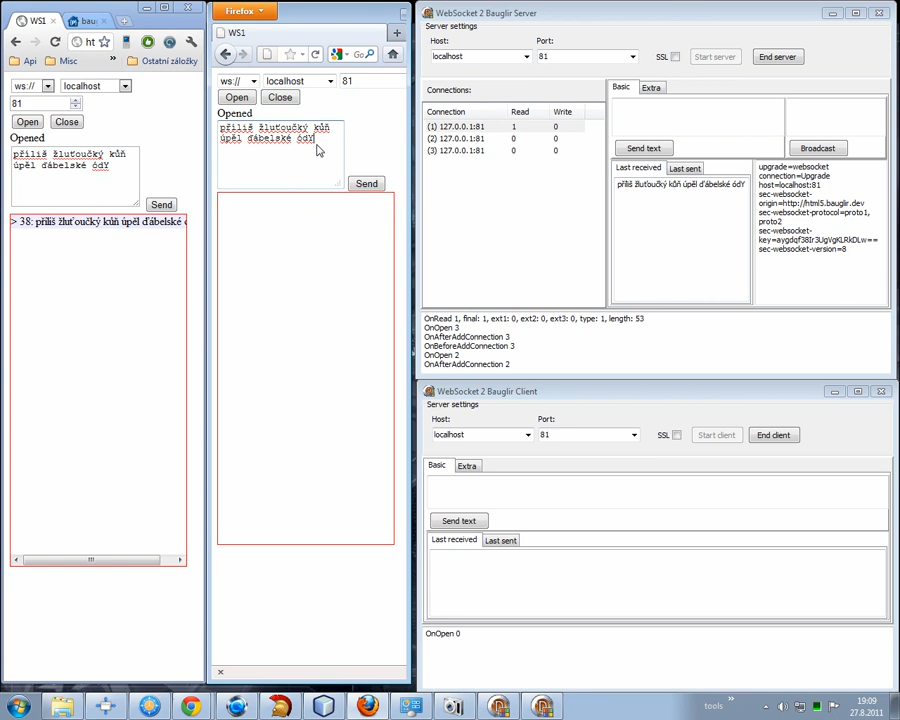 WS1
bau
ht
Api
Misc
»
Ostatní záložky
ws://
localhost
81
Open
Close
Opened
příliš žluťoučký kůň
úpěl ďábelské ódY
Send
> 38: příliš žluťoučký kůň úpěl ďábelské
Firefox
WS1
Go
ws://
localhost
81
Open
Close
Opened
příliš žluťoučký kůň
úpěl ďábelské ódY
Send
WebSocket 2 Bauglir Server
Server settings
Host:
Port:
localhost
81
SSL
Start server
End server
Connections:
Connection
Read
Write
(1) 127.0.0.1:81
1
0
(2) 127.0.0.1:81
0
0
(3) 127.0.0.1:81
0
0
Basic
Extra
Send text
Broadcast
Last received
Last sent
příliš žluťoučký kůň úpěl ďábelské ódY
upgrade=websocket
connection=Upgrade
host=localhost:81
sec-websocket-
origin=http://html5.bauglir.dev
sec-websocket-protocol=proto1,
proto2
sec-websocket-
key=aygdqf38Ir3UgVgKLRkDLw==
sec-websocket-version=8
OnRead 1, final: 1, ext1: 0, ext2: 0, ext3: 0, type: 1, length: 53
OnOpen 3
OnAfterAddConnection 3
OnBeforeAddConnection 3
OnOpen 2
OnAfterAddConnection 2
WebSocket 2 Bauglir Client
Server settings
Host:
Port:
localhost
81
SSL
Start client
End client
Basic
Extra
Send text
Last received
Last sent
OnOpen 0
tools
»
19:09
27.8.2011